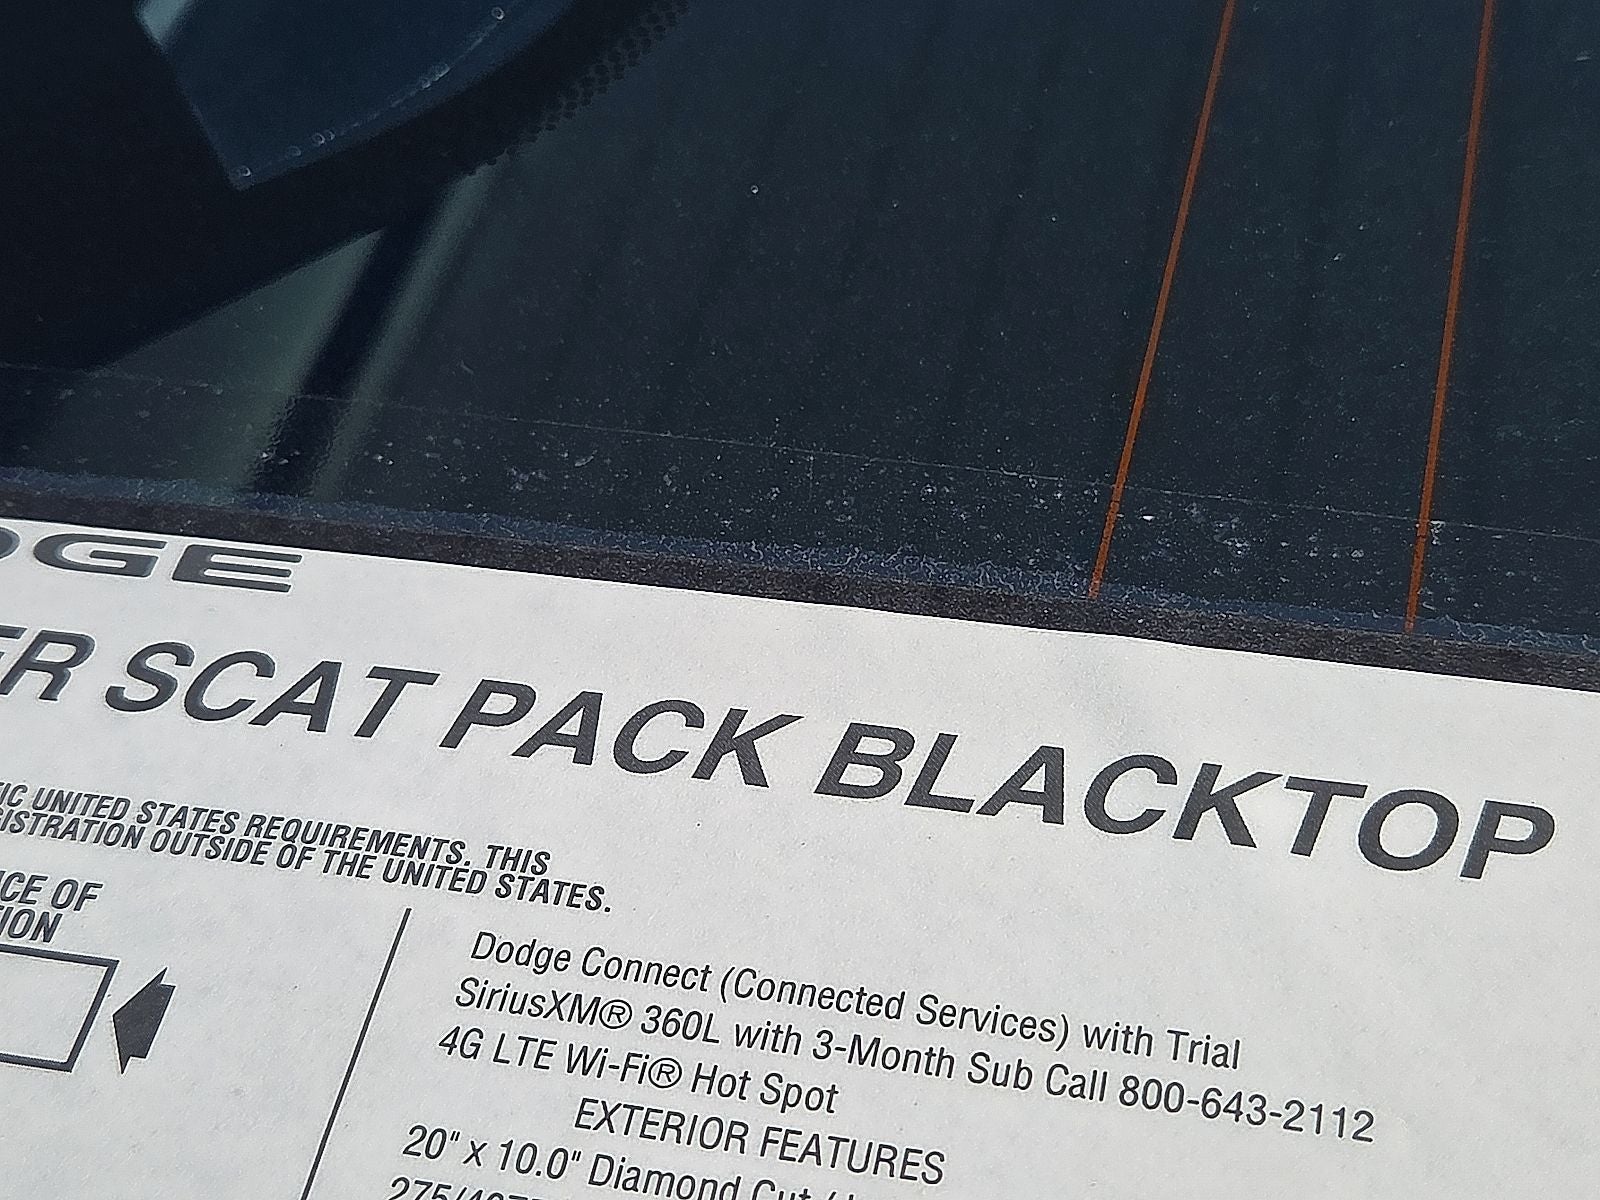 DGE
ER SCAT PACK BLACKTOP
IC UNITED STATES REQUIREMENTS. THIS
ISTRATION OUTSIDE OF THE UNITED STATES.
CE OF
ION
Dodge Connect (Connected Services) with Trial
SiriusXM® 360L with 3-Month Sub Call 800-643-2112
4G LTE Wi-Fi® Hot Spot
EXTERIOR FEATURES
20" x 10.0" Diamond Cut